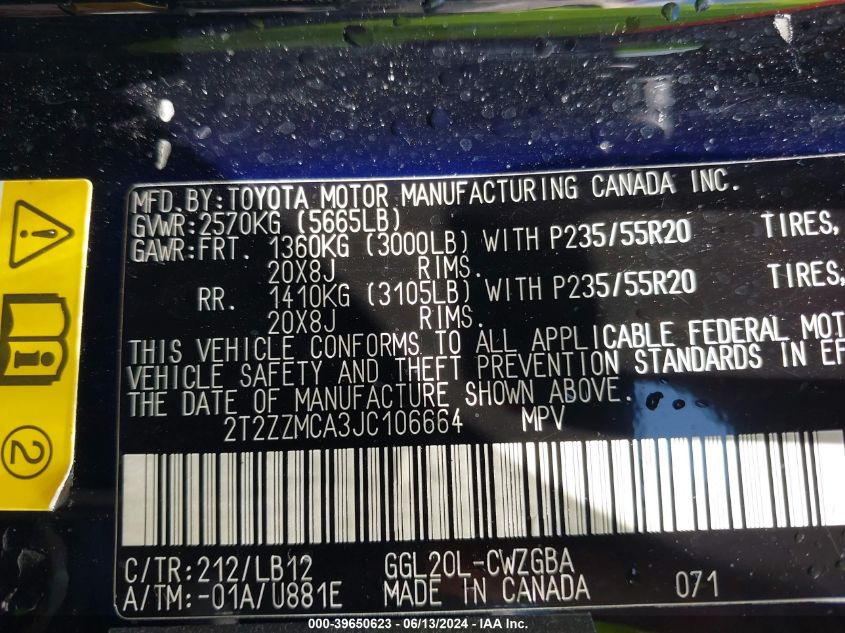 MFD.BY:TOYOTA MOTOR MANUFACTURING CANADA INC.
GVWR:2570KG (5665LB)
GAWR:FRT. 1360KG (3000LB) WITH P235/55R20 TIRES,
20X8J RIMS.
RR. 1410KG (3105LB) WITH P235/55R20 TIRES,
20X8J RIMS.
THIS VEHICLE CONFORMS TO ALL APPLICABLE FEDERAL MOT
VEHICLE SAFETY AND THEFT PREVENTION STANDARDS IN EF
THE DATE OF MANUFACTURE SHOWN ABOVE.
2T2ZZMCA3JC106664 MPV
2
C/TR:212/LB12 GGL20L-CWZGBA
A/TM:-01A/U881E MADE IN CANADA 071
000-39650623 - 06/13/2024 - IAA Inc.